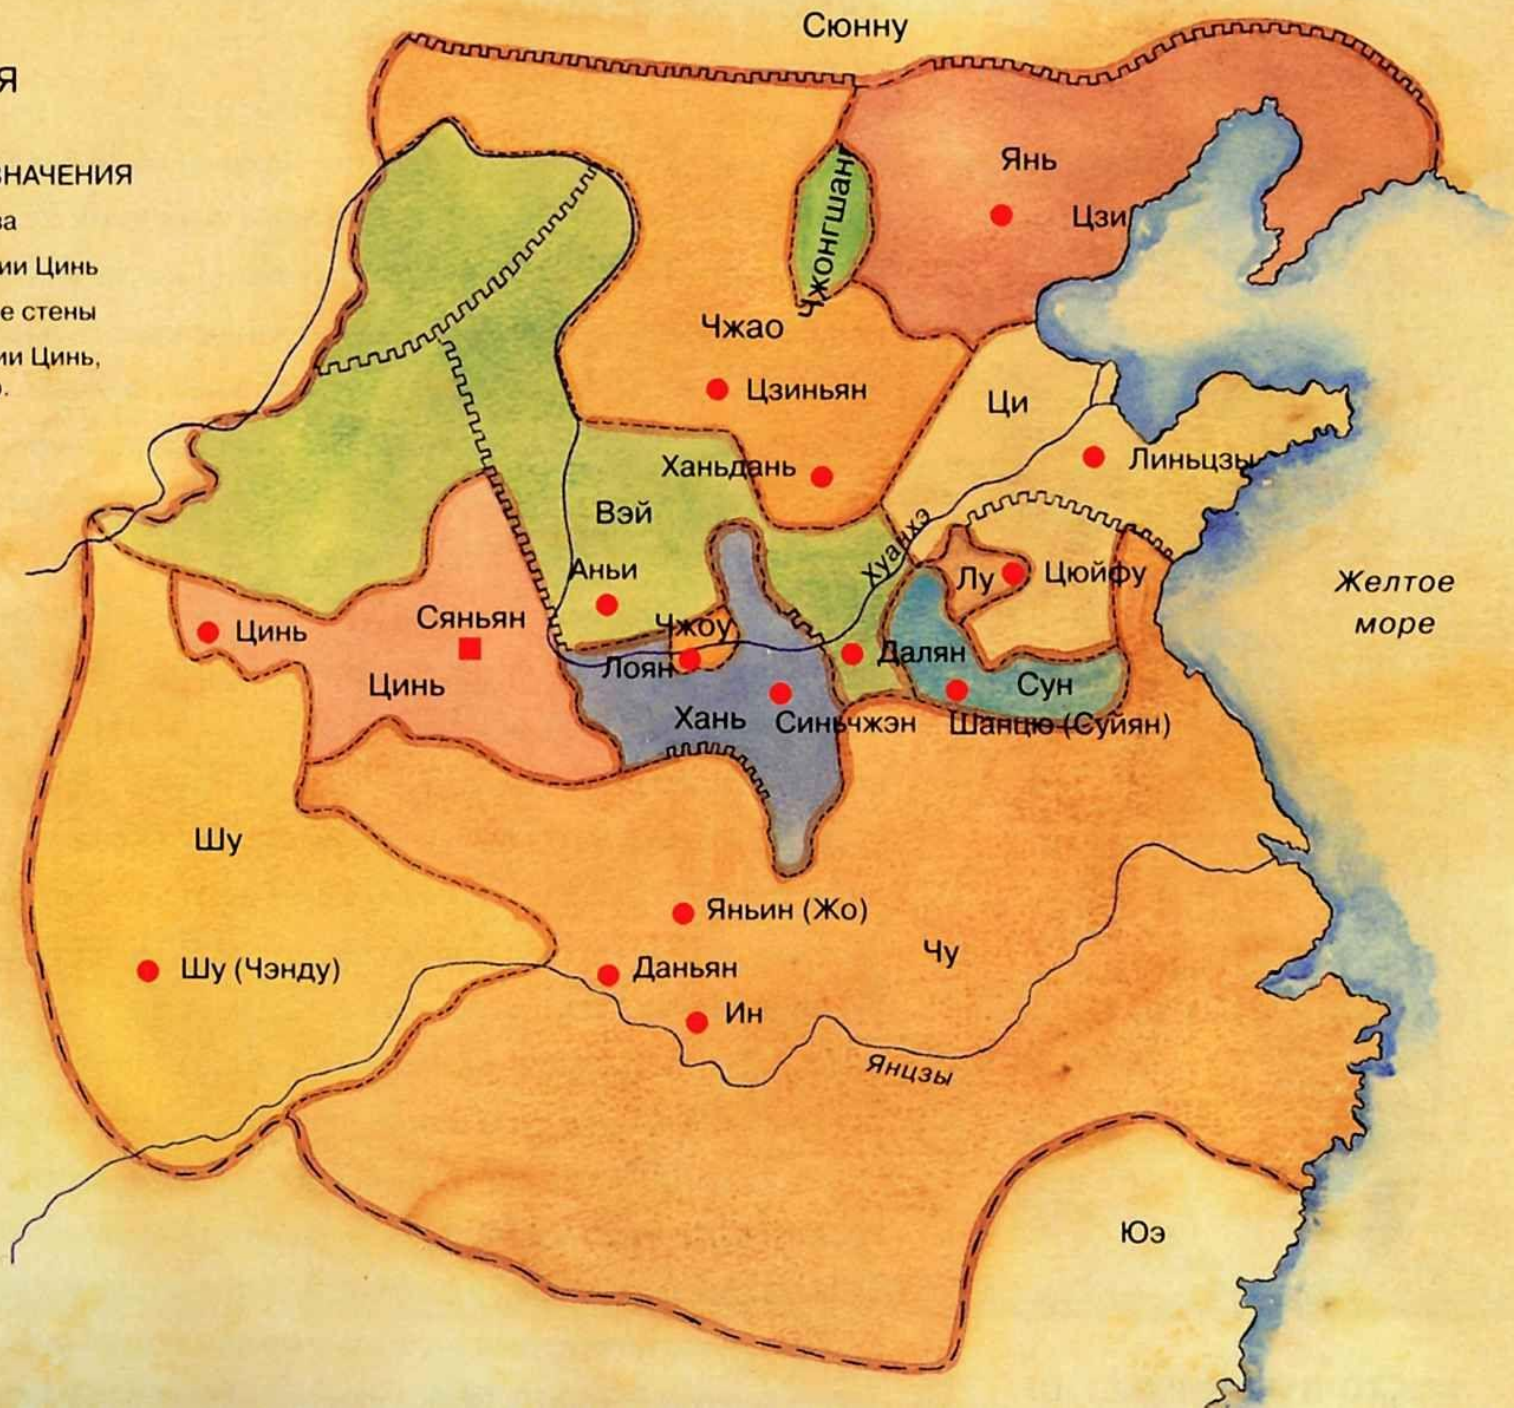 Сюнну
Я
ЗНАЧЕНИЯ
ва
ии Цинь
е стены
ии Цинь,
э.
Янь
Цзи
Чжонгшан
Чжао
Цзиньян
Ци
Ханьдань
Линьцзы
Вэй
Хуанхэ
Аньи
Лу
Цюйфу
Желтое
море
Цинь
Сяньян
Чжоу
Лоян
Далян
Цинь
Сун
Хань
Синьчжэн
Шанцю (Суйян)
Шу
Яньин (Жо)
Чу
Шу (Чэнду)
Даньян
Ин
Янцзы
Юэ